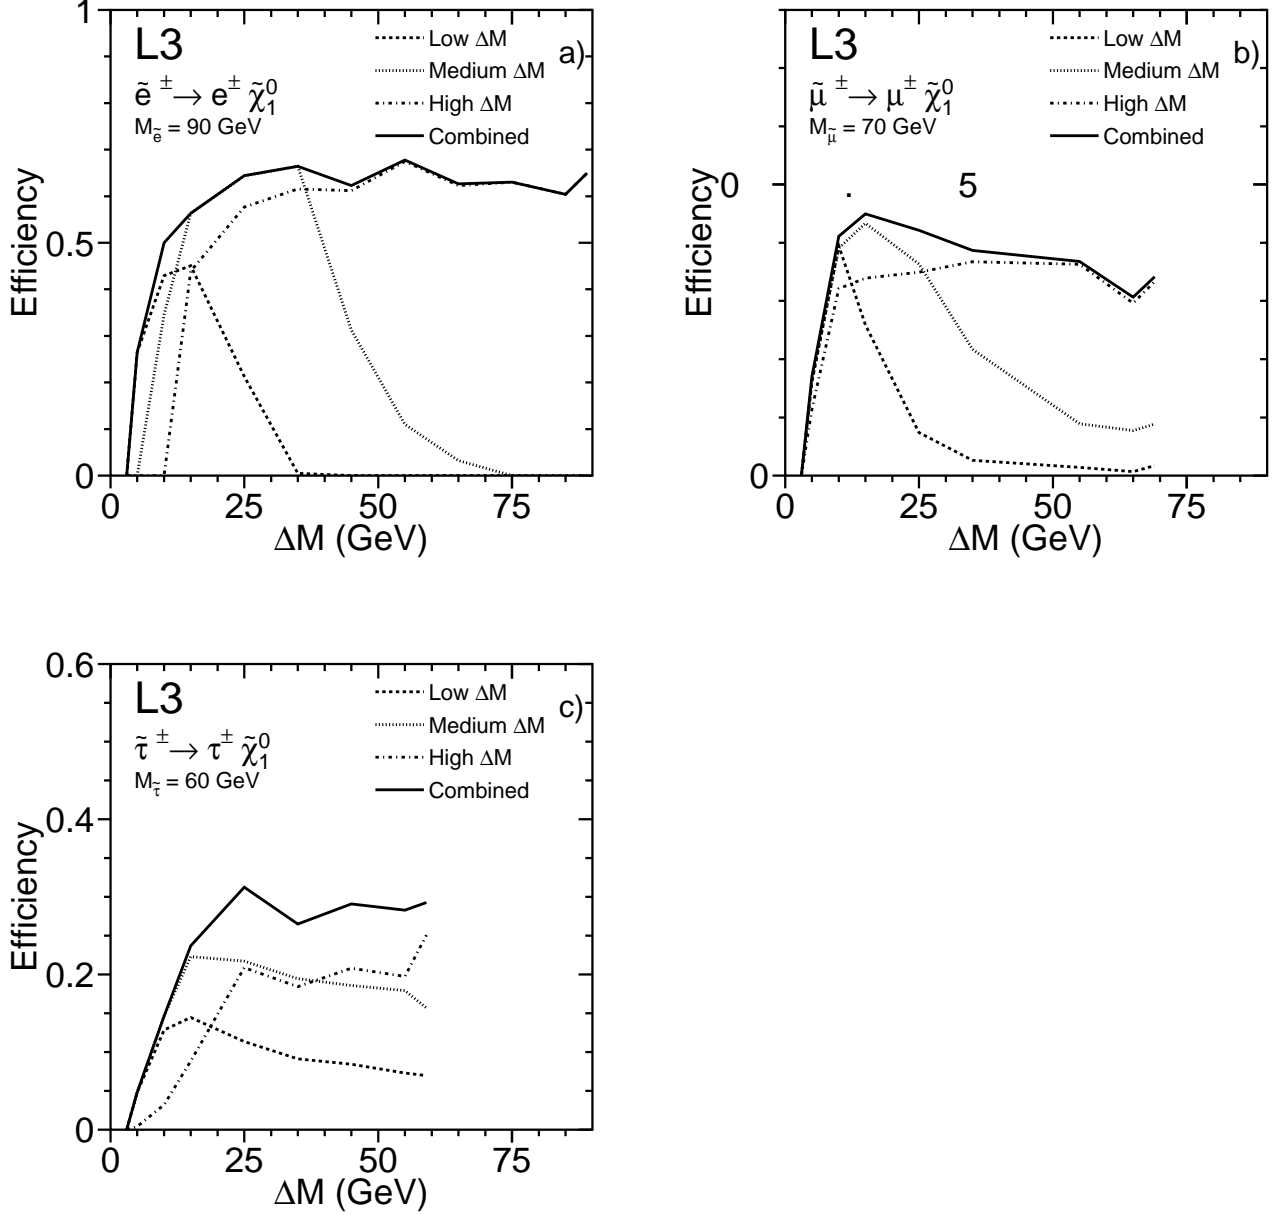 1
L3
a)
Low ΔM
Medium ΔM
High ΔM
Combined
ẽ ± → e± χ̃⁰₁
Mẽ = 90 GeV
Efficiency
0.5
0
0 25 50 75
ΔM (GeV)
L3
b)
Low ΔM
Medium ΔM
High ΔM
Combined
μ̃ ± → μ± χ̃⁰₁
Mμ̃ = 70 GeV
Efficiency
0 . 5
0
0 25 50 75
ΔM (GeV)
0.6
L3
c)
Low ΔM
Medium ΔM
High ΔM
Combined
τ̃ ± → τ± χ̃⁰₁
Mτ̃ = 60 GeV
Efficiency
0.4
0.2
0
0 25 50 75
ΔM (GeV)